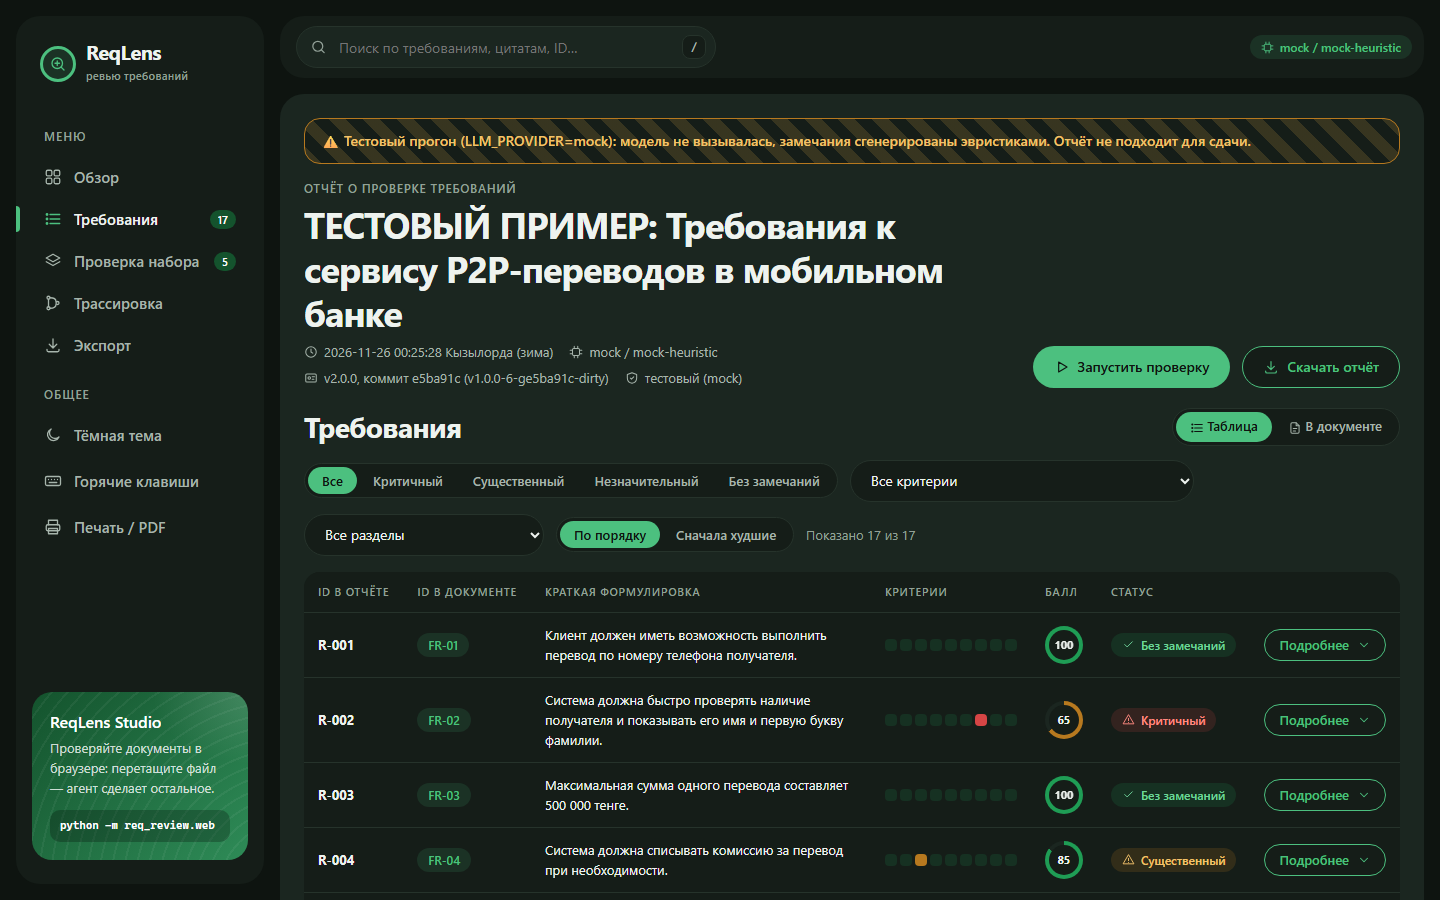 ReqLens
ревью требований
МЕНЮ
Обзор
Требования 17
Проверка набора 5
Трассировка
Экспорт
ОБЩЕЕ
Тёмная тема
Горячие клавиши
Печать / PDF
ReqLens Studio
Проверяйте документы в
браузере: перетащите файл
— агент сделает остальное.
python -m req_review.web
Поиск по требованиям, цитатам, ID... /
mock / mock-heuristic
Тестовый прогон (LLM_PROVIDER=mock): модель не вызывалась, замечания сгенерированы эвристиками. Отчёт не подходит для сдачи.
ОТЧЁТ О ПРОВЕРКЕ ТРЕБОВАНИЙ
ТЕСТОВЫЙ ПРИМЕР: Требования к
сервису P2P-переводов в мобильном
банке
2026-11-26 00:25:28 Кызылорда (зима) mock / mock-heuristic
v2.0.0, коммит e5ba91c (v1.0.0-6-ge5ba91c-dirty) тестовый (mock)
Запустить проверку Скачать отчёт
Требования
Таблица В документе
Все Критичный Существенный Незначительный Без замечаний Все критерии
Все разделы По порядку Сначала худшие Показано 17 из 17
ID В ОТЧЁТЕ ID В ДОКУМЕНТЕ КРАТКАЯ ФОРМУЛИРОВКА КРИТЕРИИ БАЛЛ СТАТУС
R-001 FR-01 Клиент должен иметь возможность выполнить
перевод по номеру телефона получателя. 100 Без замечаний Подробнее
R-002 FR-02 Система должна быстро проверять наличие
получателя и показывать его имя и первую букву
фамилии. 65 Критичный Подробнее
R-003 FR-03 Максимальная сумма одного перевода составляет
500 000 тенге. 100 Без замечаний Подробнее
R-004 FR-04 Система должна списывать комиссию за перевод
при необходимости. 85 Существенный Подробнее